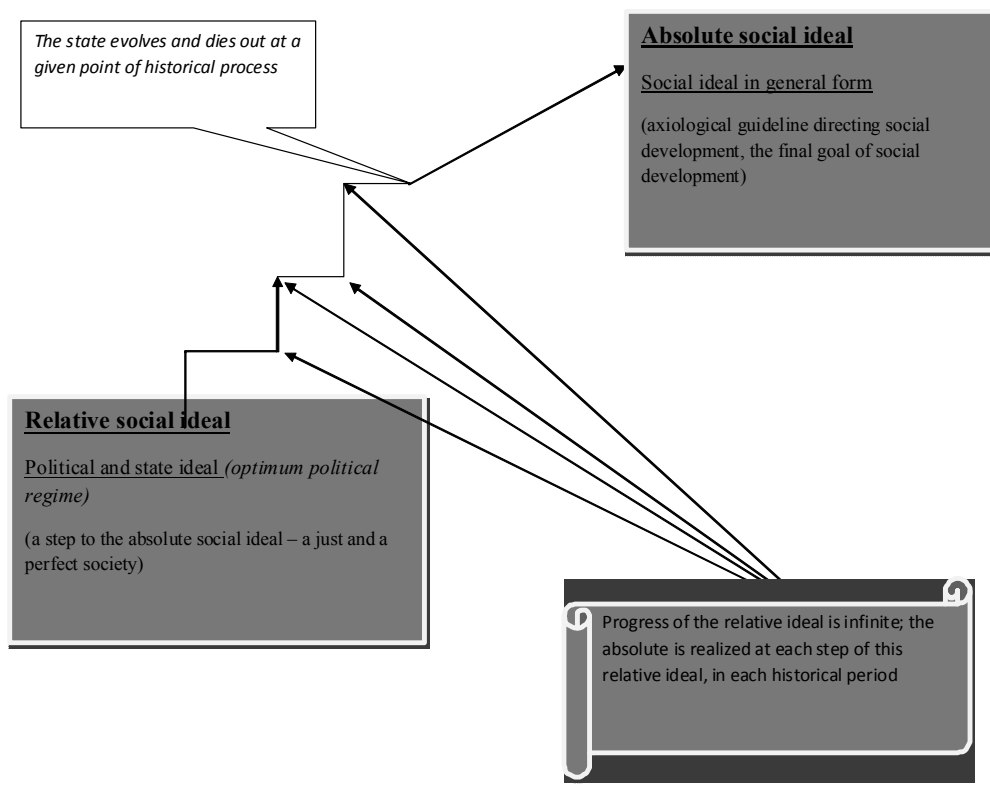 The state evolves and dies out at a
given point of historical process
Absolute social ideal
Social ideal in general form
(axiological guideline directing social
development, the final goal of social
development)
Relative social ideal
Political and state ideal (optimum political
regime)
(a step to the absolute social ideal – a just and a
perfect society)
Progress of the relative ideal is infinite; the
absolute is realized at each step of this
relative ideal, in each historical period